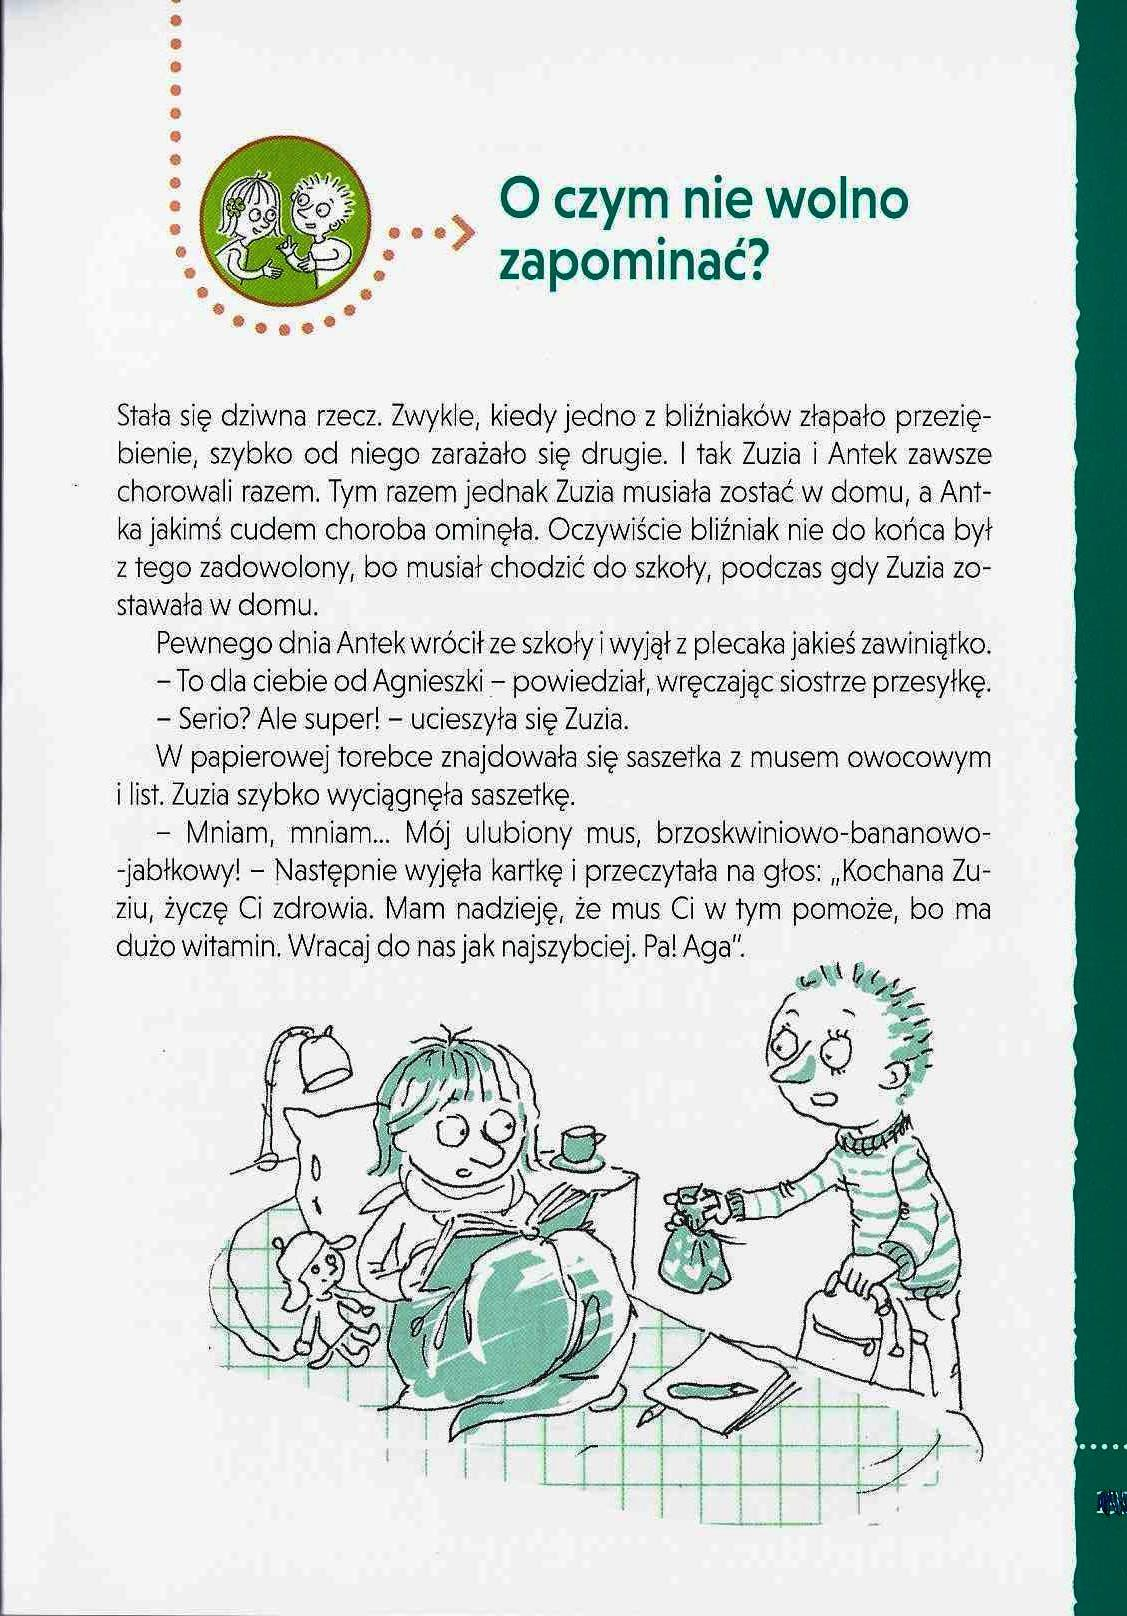 O czym nie wolno
zapominać?
Stała się dziwna rzecz. Zwykle, kiedy jedno z bliźniaków złapało przezię-
bienie, szybko od niego zarażało się drugie. I tak Zuzia i Antek zawsze
chorowali razem. Tym razem jednak Zuzia musiała zostać w domu, a Ant-
ka jakimś cudem choroba ominęła. Oczywiście bliźniak nie do końca był
z tego zadowolony, bo musiał chodzić do szkoły, podczas gdy Zuzia zo-
stawała w domu.
Pewnego dnia Antek wrócił ze szkoły i wyjął z plecaka jakieś zawiniątko.
– To dla ciebie od Agnieszki – powiedział, wręczając siostrze przesyłkę.
– Serio? Ale super! – ucieszyła się Zuzia.
W papierowej torebce znajdowała się saszetka z musem owocowym
i list. Zuzia szybko wyciągnęła saszetkę.
– Mniam, mniam... Mój ulubiony mus, brzoskwiniowo-bananowo-
-jabłkowy! – Następnie wyjęła kartkę i przeczytała na głos: „Kochana Zu-
ziu, życzę Ci zdrowia. Mam nadzieję, że mus Ci w tym pomoże, bo ma
dużo witamin. Wracaj do nas jak najszybciej. Pa! Aga”.